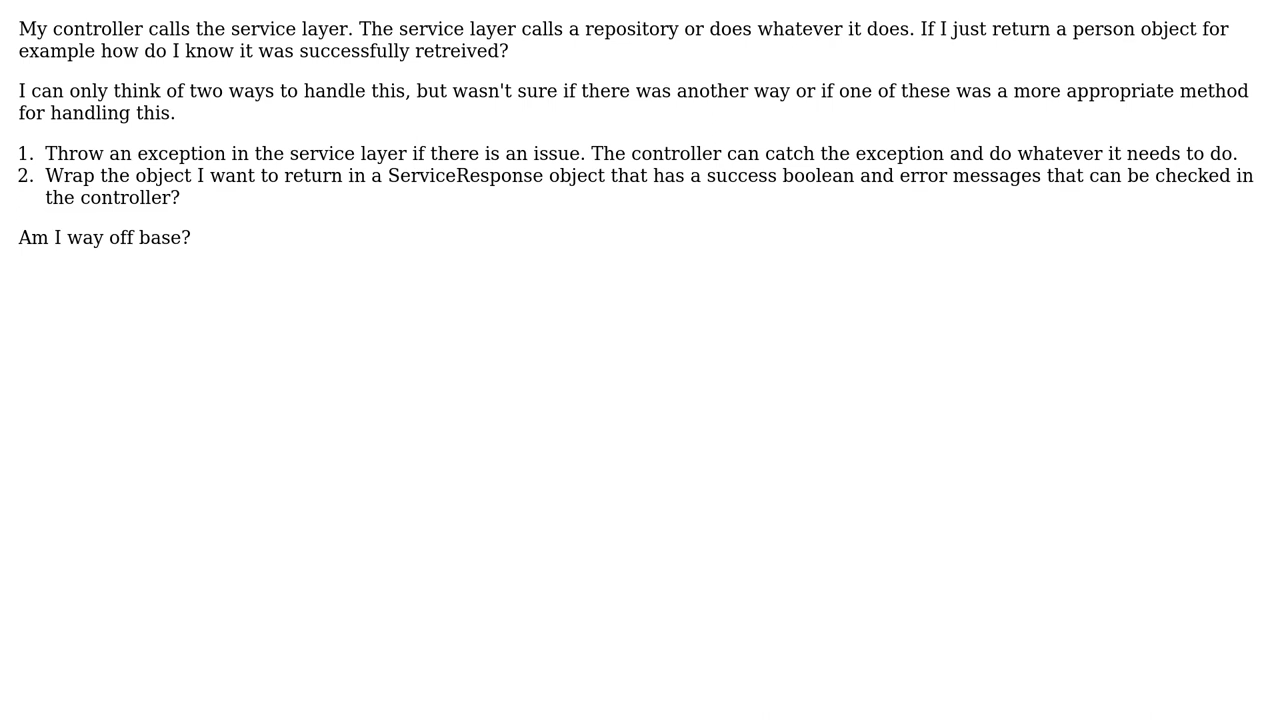 My controller calls the service layer. The service layer calls a repository or does whatever it does. If I just return a person object for
example how do I know it was successfully retreived?
I can only think of two ways to handle this, but wasn't sure if there was another way or if one of these was a more appropriate method
for handling this.
1. Throw an exception in the service layer if there is an issue. The controller can catch the exception and do whatever it needs to do.
2. Wrap the object I want to return in a ServiceResponse object that has a success boolean and error messages that can be checked in
the controller?
Am I way off base?